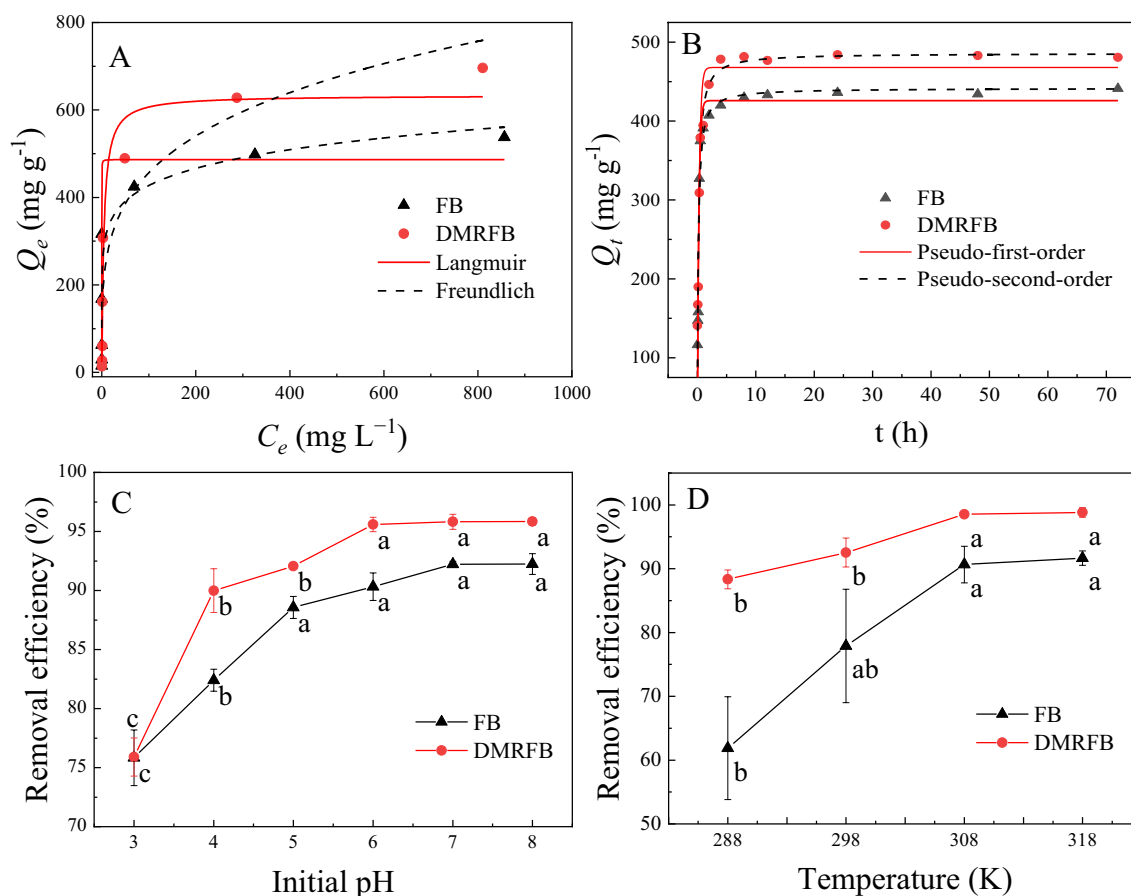 A
Q_e (mg g⁻¹)
800
600
400
200
0
0 200 400 600 800 1000
C_e (mg L⁻¹)
FB
DMRFB
Langmuir
Freundlich
B
Q_t (mg g⁻¹)
500
400
300
200
100
0 10 20 30 40 50 60 70
t (h)
FB
DMRFB
Pseudo-first-order
Pseudo-second-order
C
Removal efficiency (%)
100
95
90
85
80
75
70
3 4 5 6 7 8
Initial pH
c
b
b
a
a
a
c
b
a
a
a
a
FB
DMRFB
D
Removal efficiency (%)
100
90
80
70
60
50
288 298 308 318
Temperature (K)
b
b
a
a
b
ab
a
a
FB
DMRFB